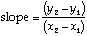 slope = (y₂ − y₁) / (x₂ − x₁)